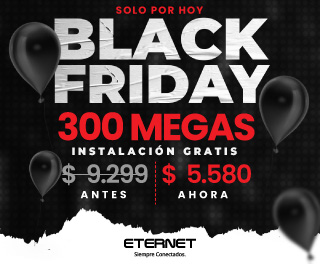 SOLO POR HOY
BLACK
FRIDAY
300 MEGAS
INSTALACIÓN GRATIS
$ 9.299 $ 5.580
ANTES AHORA
ETERNET
Siempre Conectados.